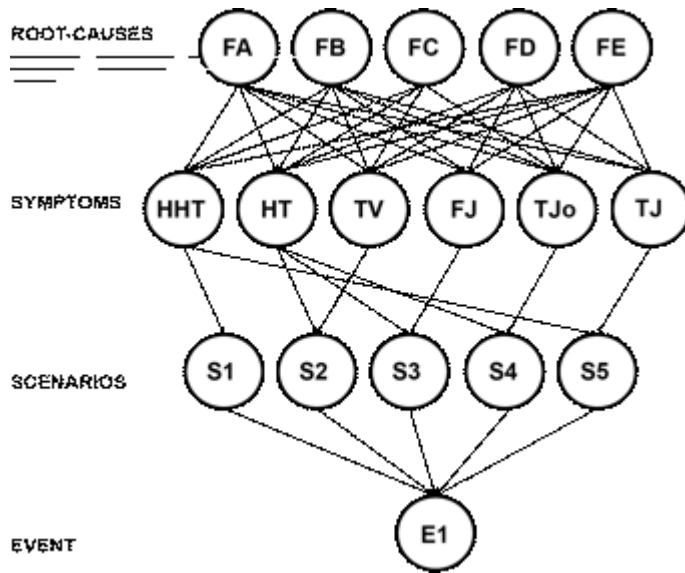 ROOT-CAUSES FA FB FC FD FE
SYMPTOMS HHT HT TV FJ TJo TJ
SCENARIOS S1 S2 S3 S4 S5
EVENT E1